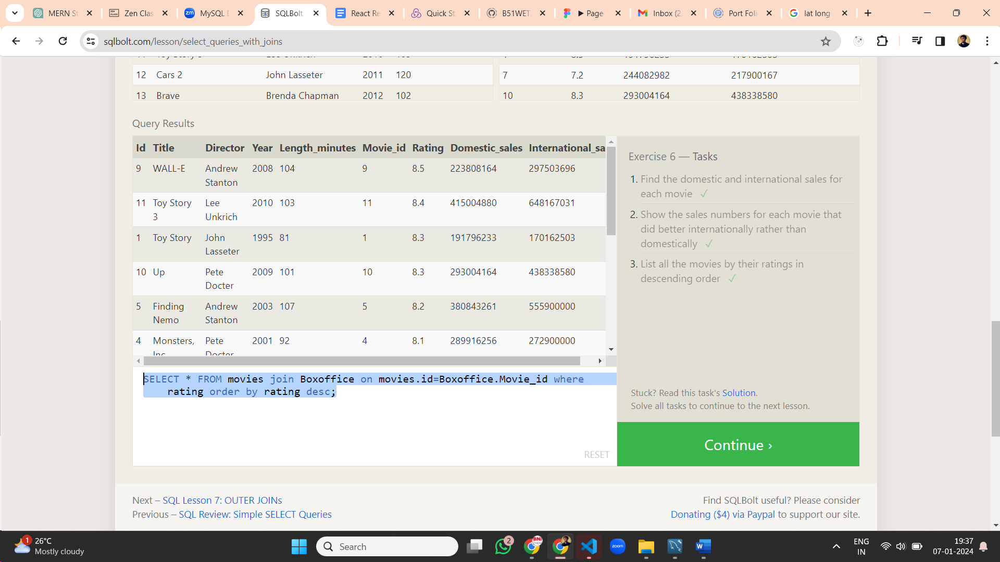 MERN St
Zen Clas
MySQL D
SQLBolt
React Re
Quick St
B51WET
Page
Inbox (2,
Port Foli
lat long
sqlbolt.com/lesson/select_queries_with_joins
12 Cars 2 John Lasseter 2011 120
13 Brave Brenda Chapman 2012 102
7 7.2 244082982 217900167
10 8.3 293004164 438338580
Query Results
Id Title Director Year Length_minutes Movie_id Rating Domestic_sales International_sa
9 WALL-E Andrew Stanton 2008 104 9 8.5 223808164 297503696
11 Toy Story 3 Lee Unkrich 2010 103 11 8.4 415004880 648167031
1 Toy Story John Lasseter 1995 81 1 8.3 191796233 170162503
10 Up Pete Docter 2009 101 10 8.3 293004164 438338580
5 Finding Nemo Andrew Stanton 2003 107 5 8.2 380843261 555900000
4 Monsters, Inc Pete Docter 2001 92 4 8.1 289916256 272900000
SELECT * FROM movies join Boxoffice on movies.id=Boxoffice.Movie_id where
rating order by rating desc;
RESET
Exercise 6 — Tasks
1. Find the domestic and international sales for
each movie ✓
2. Show the sales numbers for each movie that
did better internationally rather than
domestically ✓
3. List all the movies by their ratings in
descending order ✓
Stuck? Read this task's Solution.
Solve all tasks to continue to the next lesson.
Continue ›
Next – SQL Lesson 7: OUTER JOINs
Previous – SQL Review: Simple SELECT Queries
Find SQLBolt useful? Please consider
Donating ($4) via Paypal to support our site.
1
26°C
Mostly cloudy
Search
2
BNI
zoom
ENG
IN
19:37
07-01-2024